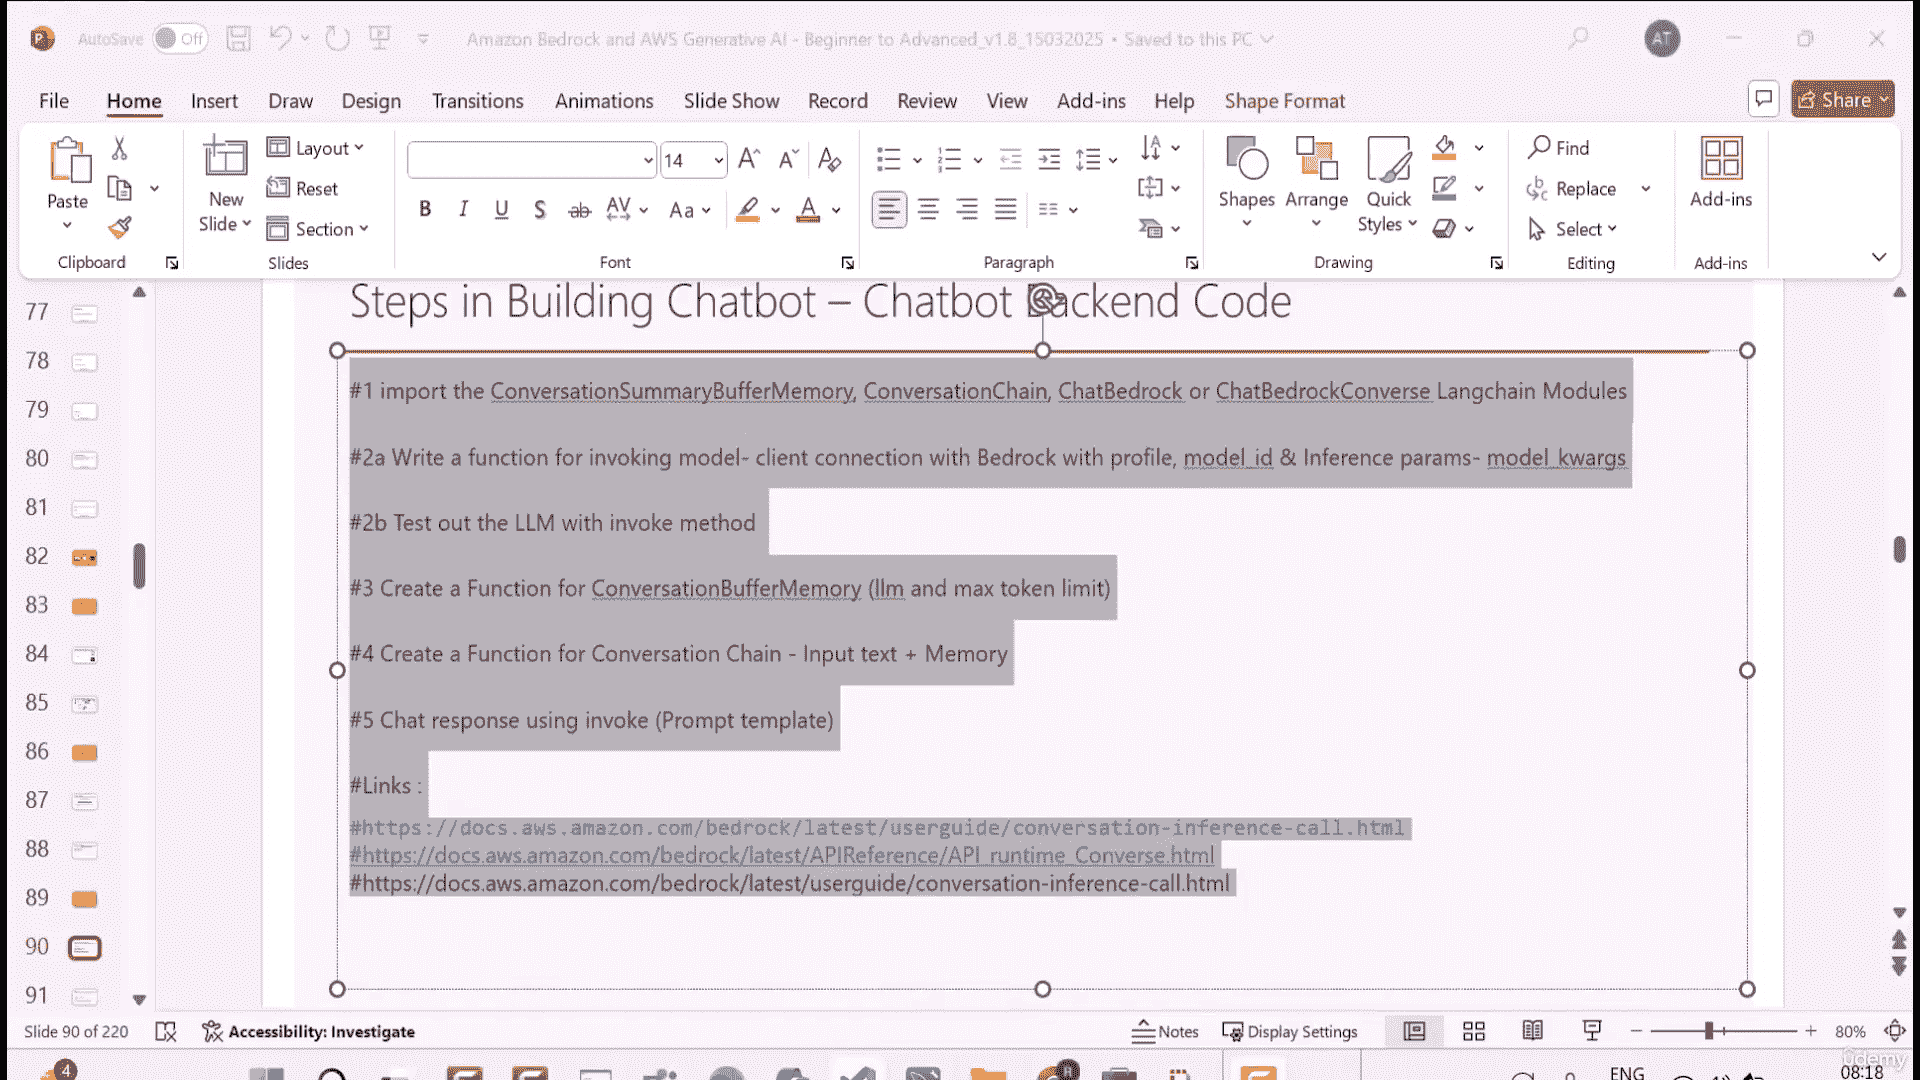 AutoSave Off Amazon Bedrock and AWS Generative AI - Beginner to Advanced_v1.8_15032025 • Saved to this PC AT
File Home Insert Draw Design Transitions Animations Slide Show Record Review View Add-ins Help Shape Format Share
Paste New Slide Layout Reset Section 14 Shapes Arrange Quick Styles Find Replace Select Add-ins
Clipboard Slides Font Paragraph Drawing Editing Add-ins
77
78
79
80
81
82
83
84
85
86
87
88
89
90
91
Steps in Building Chatbot – Chatbot Backend Code
#1 import the ConversationSummaryBufferMemory, ConversationChain, ChatBedrock or ChatBedrockConverse Langchain Modules
#2a Write a function for invoking model- client connection with Bedrock with profile, model_id & Inference params- model_kwargs
#2b Test out the LLM with invoke method
#3 Create a Function for ConversationBufferMemory (llm and max token limit)
#4 Create a Function for Conversation Chain - Input text + Memory
#5 Chat response using invoke (Prompt template)
#Links :
#https://docs.aws.amazon.com/bedrock/latest/userguide/conversation-inference-call.html
#https://docs.aws.amazon.com/bedrock/latest/APIReference/API_runtime_Converse.html
#https://docs.aws.amazon.com/bedrock/latest/userguide/conversation-inference-call.html
Slide 90 of 220 Accessibility: Investigate Notes Display Settings 80%
Udemy
4 ENG 08:18